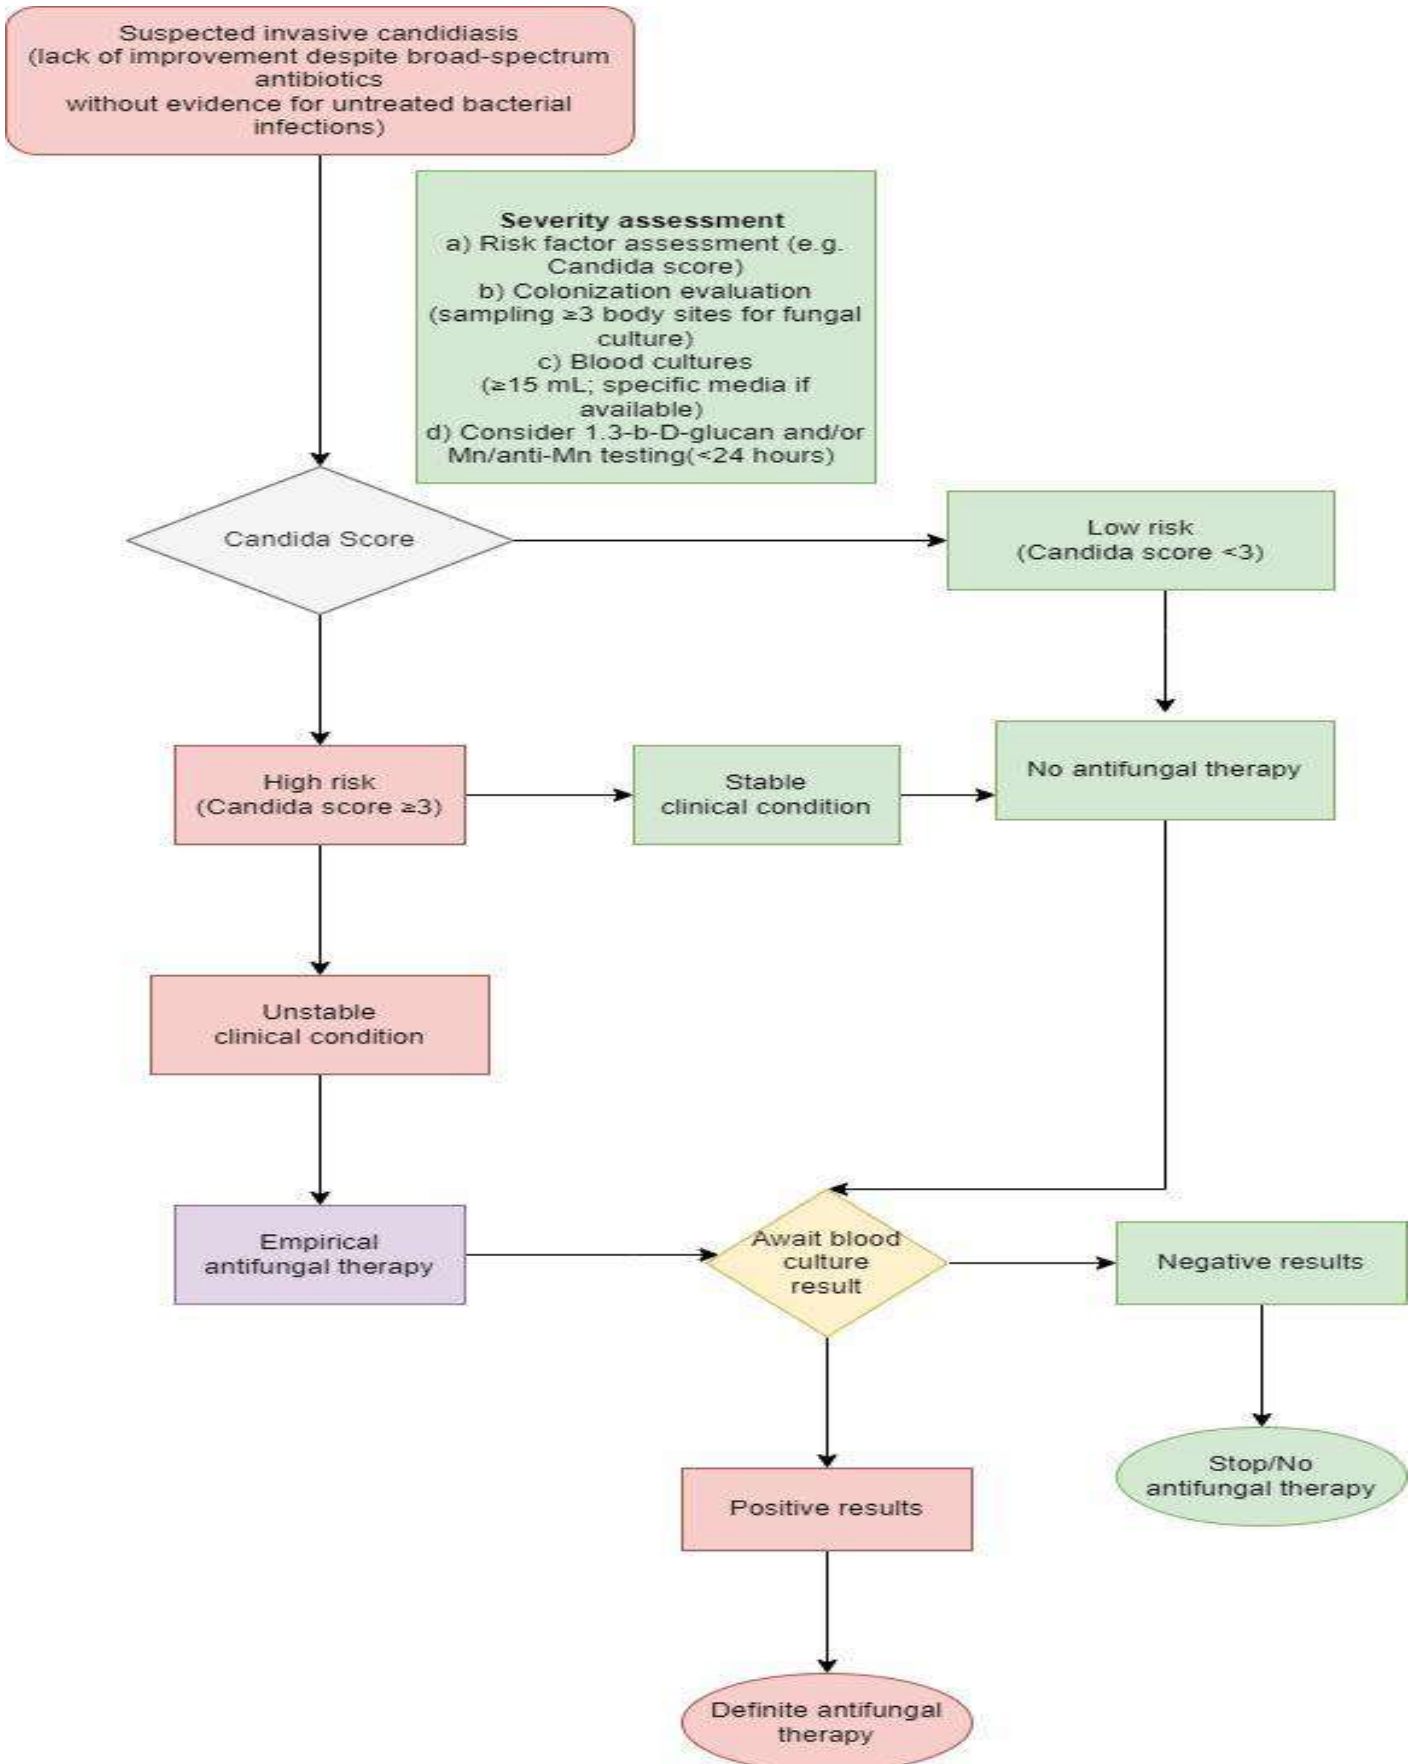 Suspected invasive candidiasis
(lack of improvement despite broad-spectrum
antibiotics
without evidence for untreated bacterial
infections)
Severity assessment
a) Risk factor assessment (e.g.
Candida score)
b) Colonization evaluation
(sampling ≥3 body sites for fungal
culture)
c) Blood cultures
(≥15 mL; specific media if
available)
d) Consider 1.3-b-D-glucan and/or
Mn/anti-Mn testing(<24 hours)
Candida Score
Low risk
(Candida score <3)
High risk
(Candida score ≥3)
Stable
clinical condition
No antifungal therapy
Unstable
clinical condition
Empirical
antifungal therapy
Await blood
culture
result
Negative results
Stop/No
antifungal therapy
Positive results
Definite antifungal
therapy